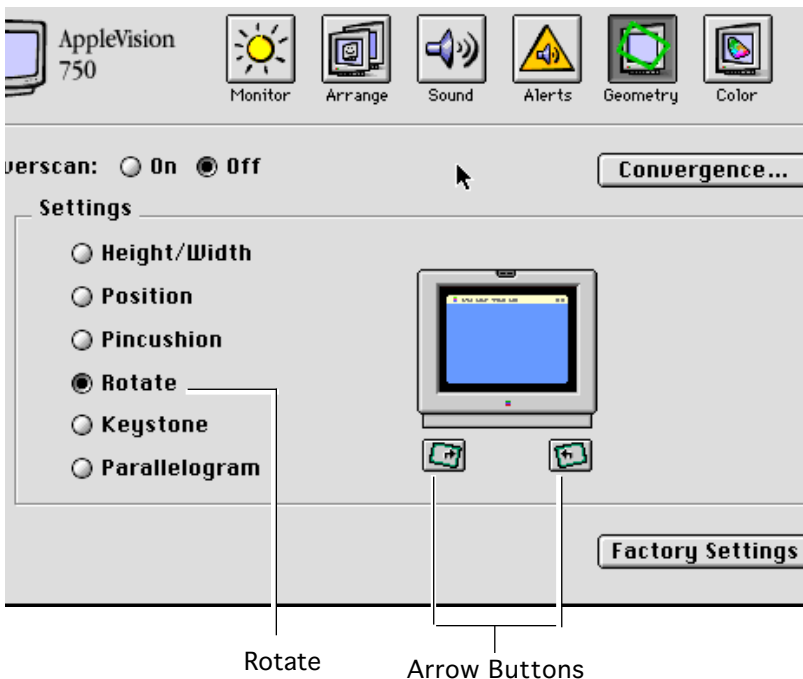 AppleVision
750
Monitor
Arrange
Sound
Alerts
Geometry
Color
verscan: On Off
Convergence...
Settings
Height/Width
Position
Pincushion
Rotate
Keystone
Parallelogram
Factory Settings
Rotate
Arrow Buttons